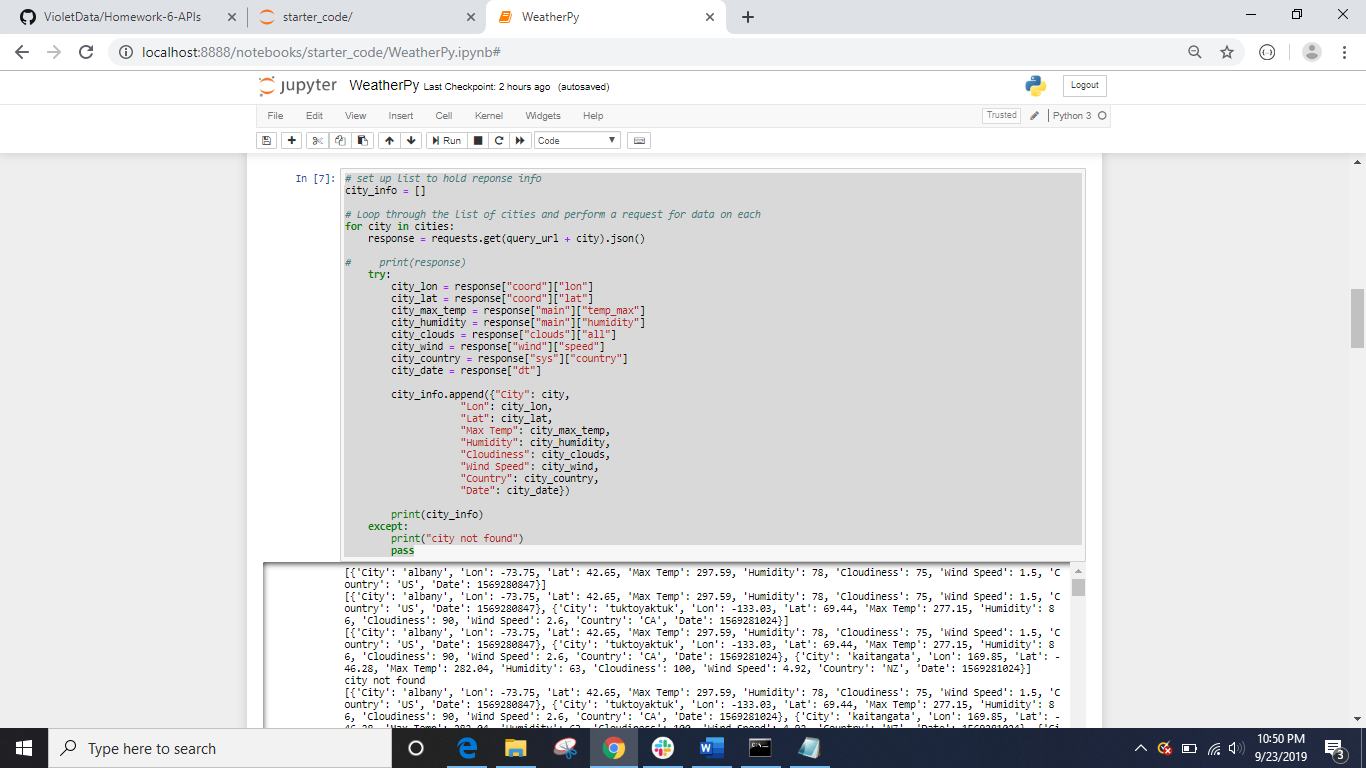 VioletData/Homework-6-APIs
starter_code/
WeatherPy
localhost:8888/notebooks/starter_code/WeatherPy.ipynb#
jupyter WeatherPy Last Checkpoint: 2 hours ago (autosaved)
Logout
File Edit View Insert Cell Kernel Widgets Help
Trusted Python 3
Run Code
In [7]: # set up list to hold reponse info
city_info = []
# Loop through the list of cities and perform a request for data on each
for city in cities:
response = requests.get(query_url + city).json()
# print(response)
try:
city_lon = response["coord"]["lon"]
city_lat = response["coord"]["lat"]
city_max_temp = response["main"]["temp_max"]
city_humidity = response["main"]["humidity"]
city_clouds = response["clouds"]["all"]
city_wind = response["wind"]["speed"]
city_country = response["sys"]["country"]
city_date = response["dt"]
city_info.append({"City": city,
"Lon": city_lon,
"Lat": city_lat,
"Max Temp": city_max_temp,
"Humidity": city_humidity,
"Cloudiness": city_clouds,
"Wind Speed": city_wind,
"Country": city_country,
"Date": city_date})
print(city_info)
except:
print("city not found")
pass
[{'City': 'albany', 'Lon': -73.75, 'Lat': 42.65, 'Max Temp': 297.59, 'Humidity': 78, 'Cloudiness': 75, 'Wind Speed': 1.5, 'C
ountry': 'US', 'Date': 1569280847}]
[{'City': 'albany', 'Lon': -73.75, 'Lat': 42.65, 'Max Temp': 297.59, 'Humidity': 78, 'Cloudiness': 75, 'Wind Speed': 1.5, 'C
ountry': 'US', 'Date': 1569280847}, {'City': 'tuktoyaktuk', 'Lon': -133.03, 'Lat': 69.44, 'Max Temp': 277.15, 'Humidity': 8
6, 'Cloudiness': 90, 'Wind Speed': 2.6, 'Country': 'CA', 'Date': 1569281024}]
[{'City': 'albany', 'Lon': -73.75, 'Lat': 42.65, 'Max Temp': 297.59, 'Humidity': 78, 'Cloudiness': 75, 'Wind Speed': 1.5, 'C
ountry': 'US', 'Date': 1569280847}, {'City': 'tuktoyaktuk', 'Lon': -133.03, 'Lat': 69.44, 'Max Temp': 277.15, 'Humidity': 8
6, 'Cloudiness': 90, 'Wind Speed': 2.6, 'Country': 'CA', 'Date': 1569281024}, {'City': 'kaitangata', 'Lon': 169.85, 'Lat': -
46.28, 'Max Temp': 282.04, 'Humidity': 63, 'Cloudiness': 100, 'Wind Speed': 4.92, 'Country': 'NZ', 'Date': 1569281024}]
city not found
[{'City': 'albany', 'Lon': -73.75, 'Lat': 42.65, 'Max Temp': 297.59, 'Humidity': 78, 'Cloudiness': 75, 'Wind Speed': 1.5, 'C
ountry': 'US', 'Date': 1569280847}, {'City': 'tuktoyaktuk', 'Lon': -133.03, 'Lat': 69.44, 'Max Temp': 277.15, 'Humidity': 8
6, 'Cloudiness': 90, 'Wind Speed': 2.6, 'Country': 'CA', 'Date': 1569281024}, {'City': 'kaitangata', 'Lon': 169.85, 'Lat': -
Type here to search
10:50 PM
9/23/2019
3